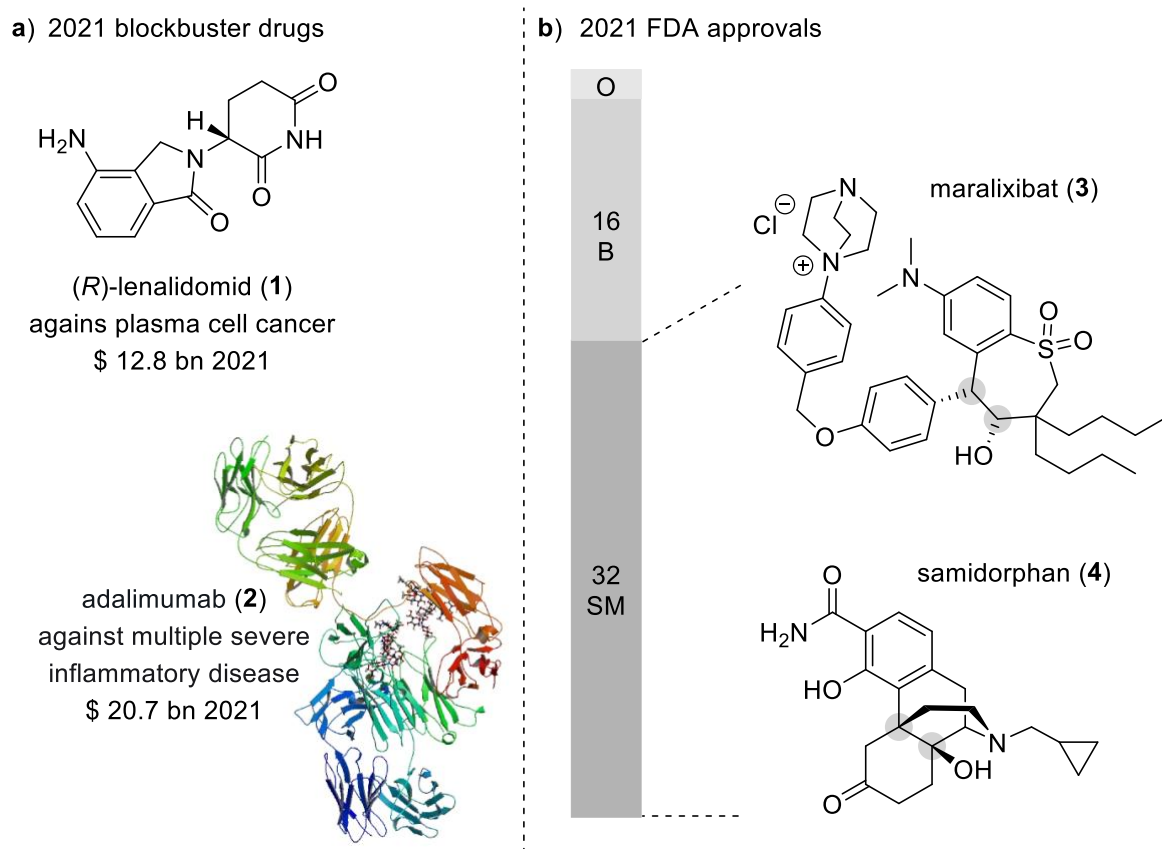 a) 2021 blockbuster drugs
H
O
H₂N
N
NH
O
O
(R)-lenalidomid (1)
agains plasma cell cancer
$ 12.8 bn 2021
adalimumab (2)
against multiple severe
inflammatory disease
$ 20.7 bn 2021
b) 2021 FDA approvals
O
16
B
32
SM
maralixibat (3)
N
Cl⊖
⊕
N
N
O
S
O
O
HO
samidorphan (4)
O
H₂N
HO
N
OH
O